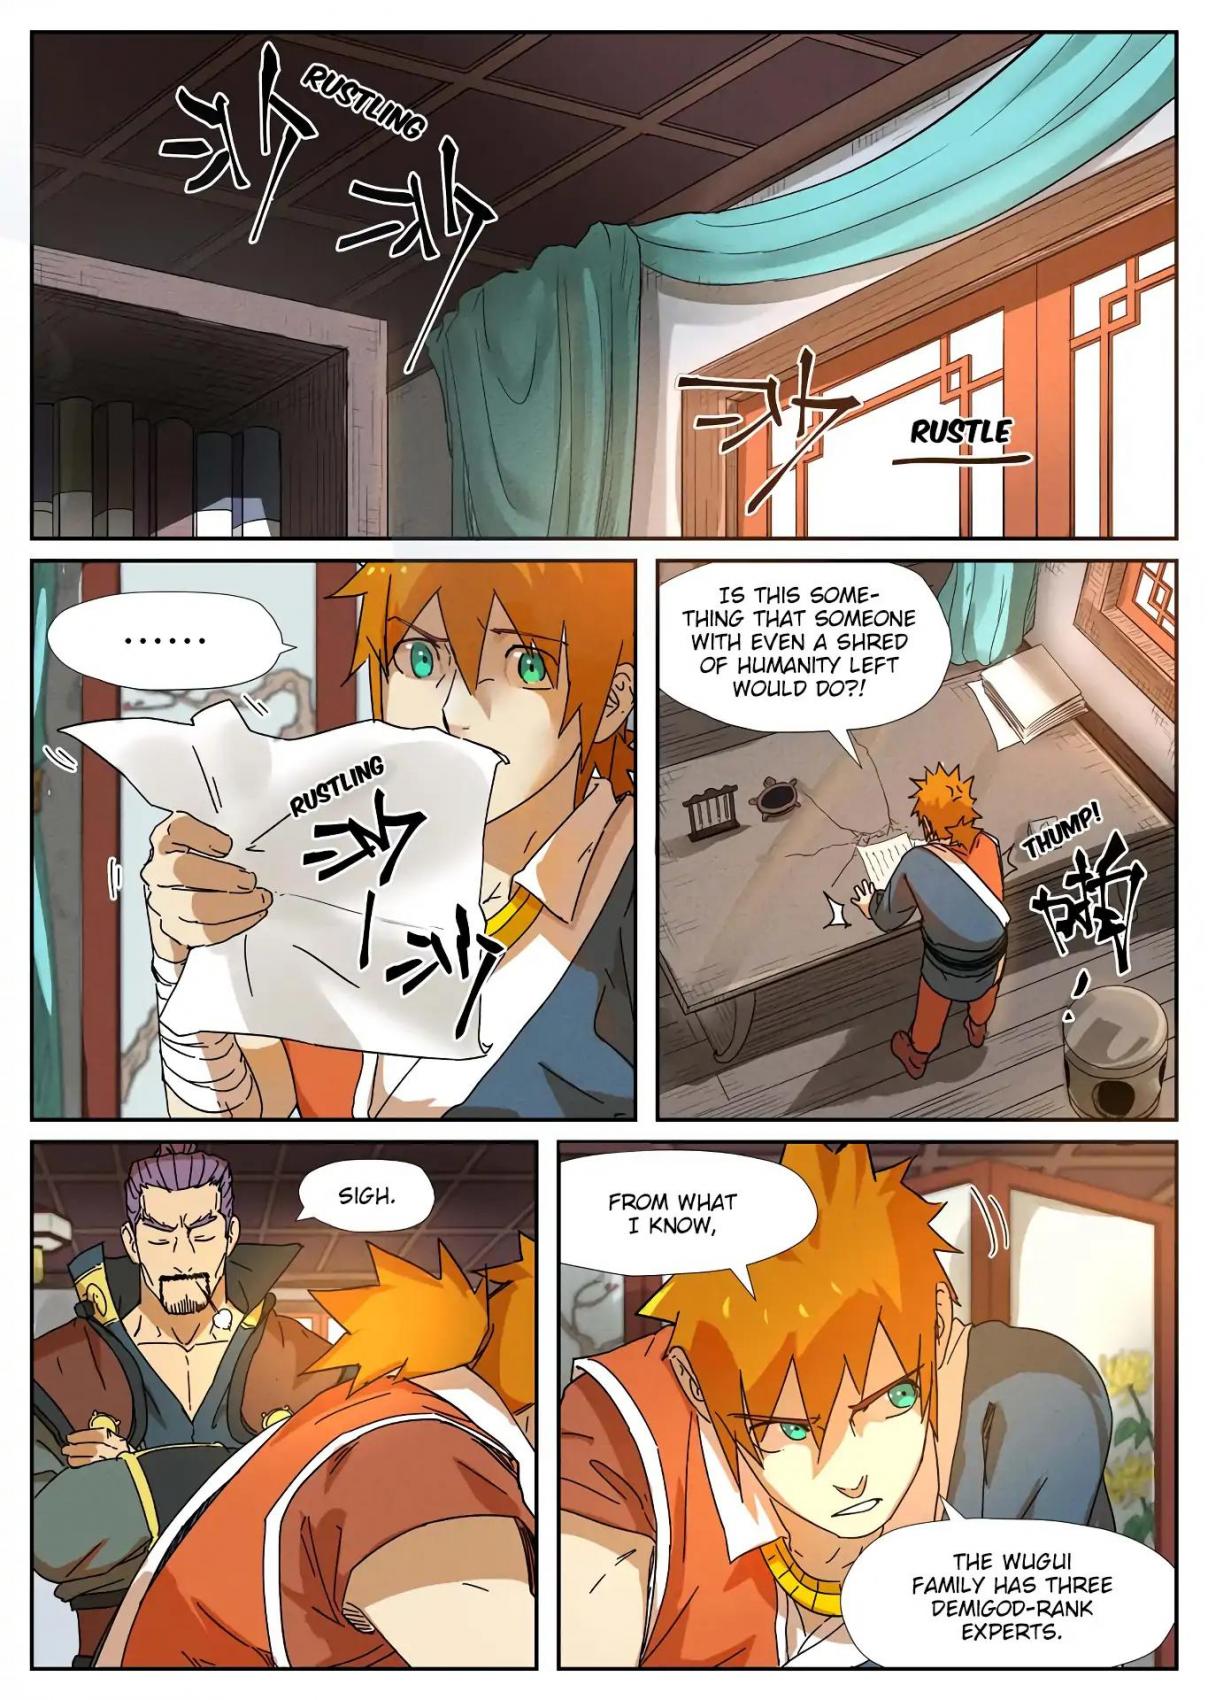 RUSTLING
RUSTLE
......
RUSTLING
IS THIS SOME-
THING THAT SOMEONE
WITH EVEN A SHRED
OF HUMANITY LEFT
WOULD DO?!
THUMP!
SIGH.
FROM WHAT
I KNOW,
THE WUGUI
FAMILY HAS THREE
DEMIGOD-RANK
EXPERTS.